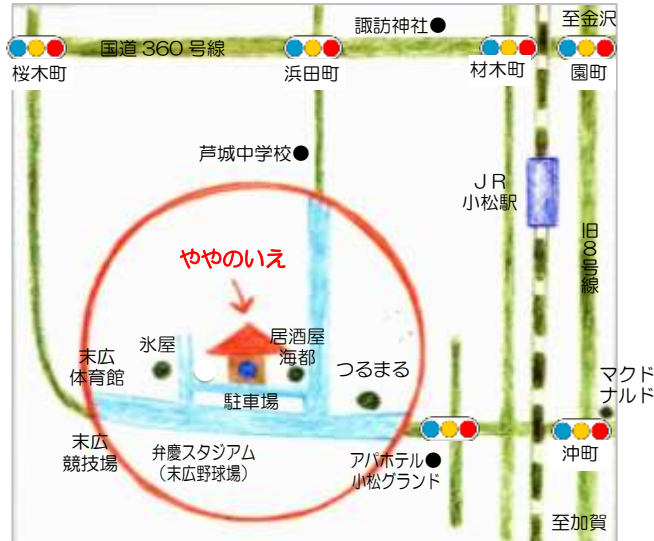 諏訪神社●
至金沢
国道360号線
桜木町
浜田町
材木町
園町
芦城中学校●
ＪＲ
小松駅
旧８号線
ややのいえ
氷屋
居酒屋
海都
つるまる
末広
体育館
駐車場
マクド
ナルド
末広
競技場
弁慶スタジアム
（末広野球場）
アパホテル●
小松グランド
沖町
至加賀